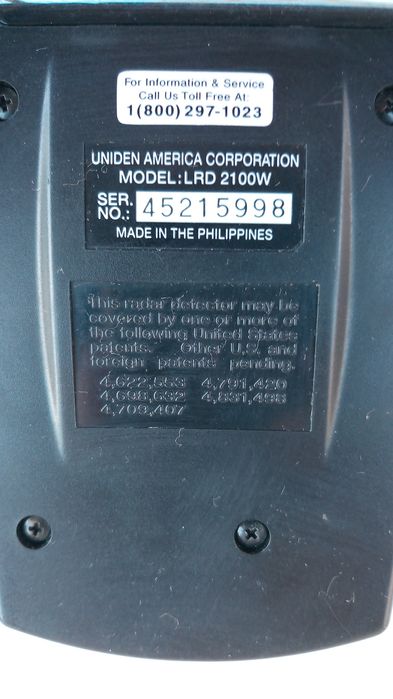 For Information & Service
Call Us Toll Free At:
1(800) 297-1023
UNIDEN AMERICA CORPORATION
MODEL: LRD 2100W
SER. NO.: 45215998
MADE IN THE PHILIPPINES
This radar detector may be
covered by one or more of
the following United States
patents. Other U.S. and
foreign patents pending.
4,622,553 4,791,420
4,698,632 4,831,498
4,709,407